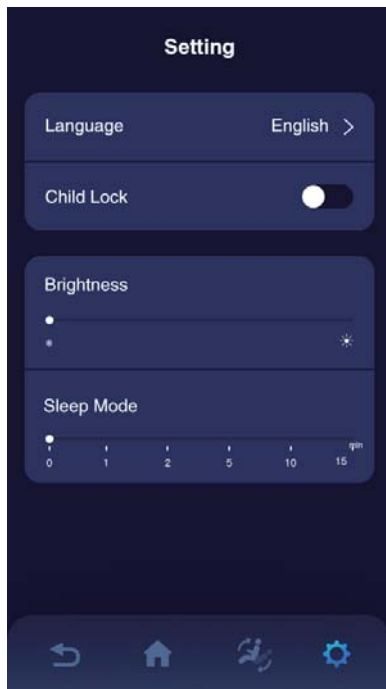 Setting
Language English >
Child Lock
Brightness
Sleep Mode
min
0 1 2 5 10 15